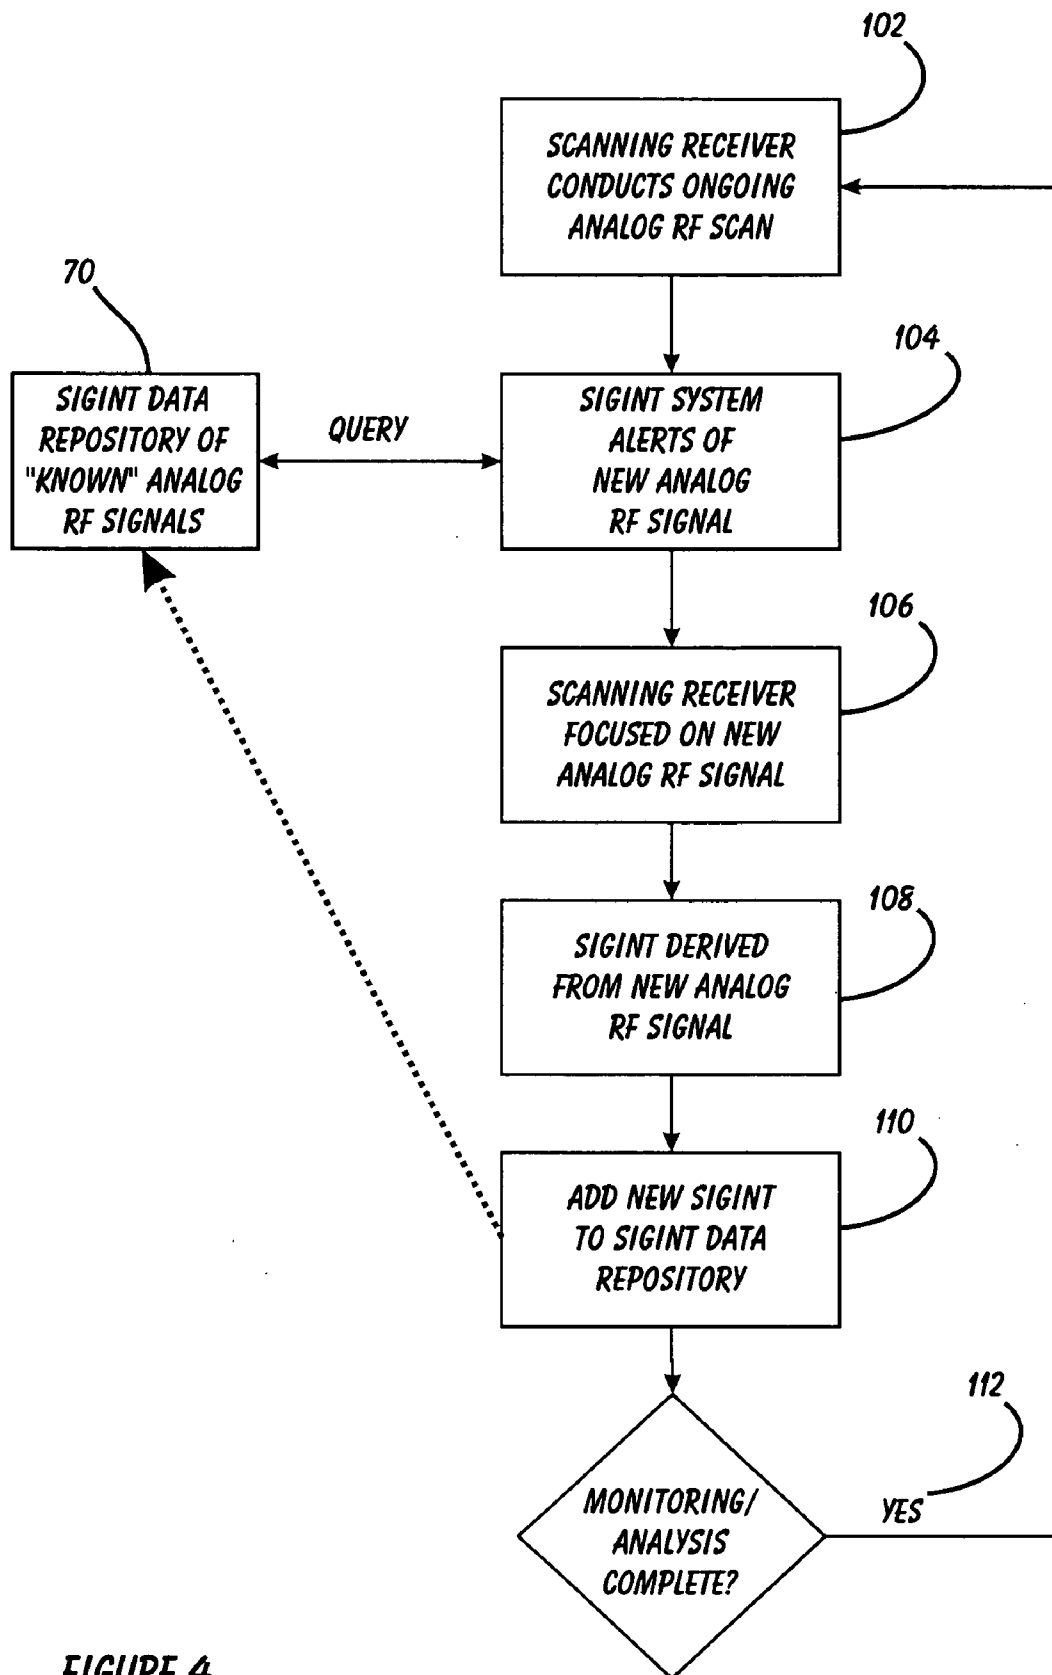 102
SCANNING RECEIVER
CONDUCTS ONGOING
ANALOG RF SCAN
70
SIGINT DATA
REPOSITORY OF
"KNOWN" ANALOG
RF SIGNALS
QUERY
104
SIGINT SYSTEM
ALERTS OF
NEW ANALOG
RF SIGNAL
106
SCANNING RECEIVER
FOCUSED ON NEW
ANALOG RF SIGNAL
108
SIGINT DERIVED
FROM NEW ANALOG
RF SIGNAL
110
ADD NEW SIGINT
TO SIGINT DATA
REPOSITORY
112
MONITORING/
ANALYSIS
COMPLETE?
YES
FIGURE 4